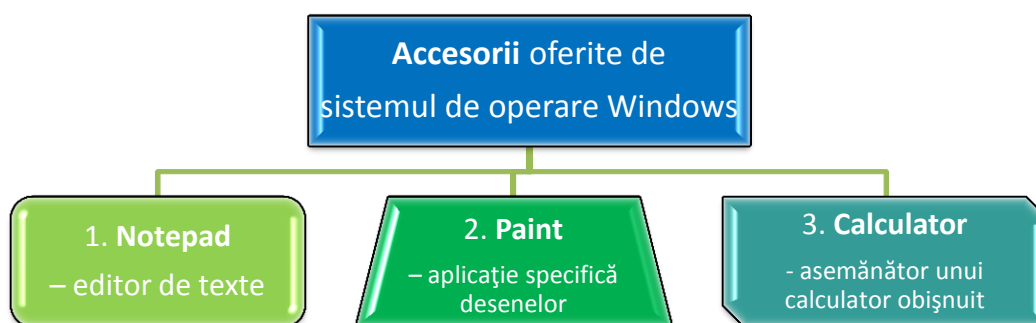 Accesorii oferite de
sistemul de operare Windows
1. Notepad
– editor de texte
2. Paint
– aplicaţie specifică
desenelor
3. Calculator
- asemănător unui
calculator obişnuit